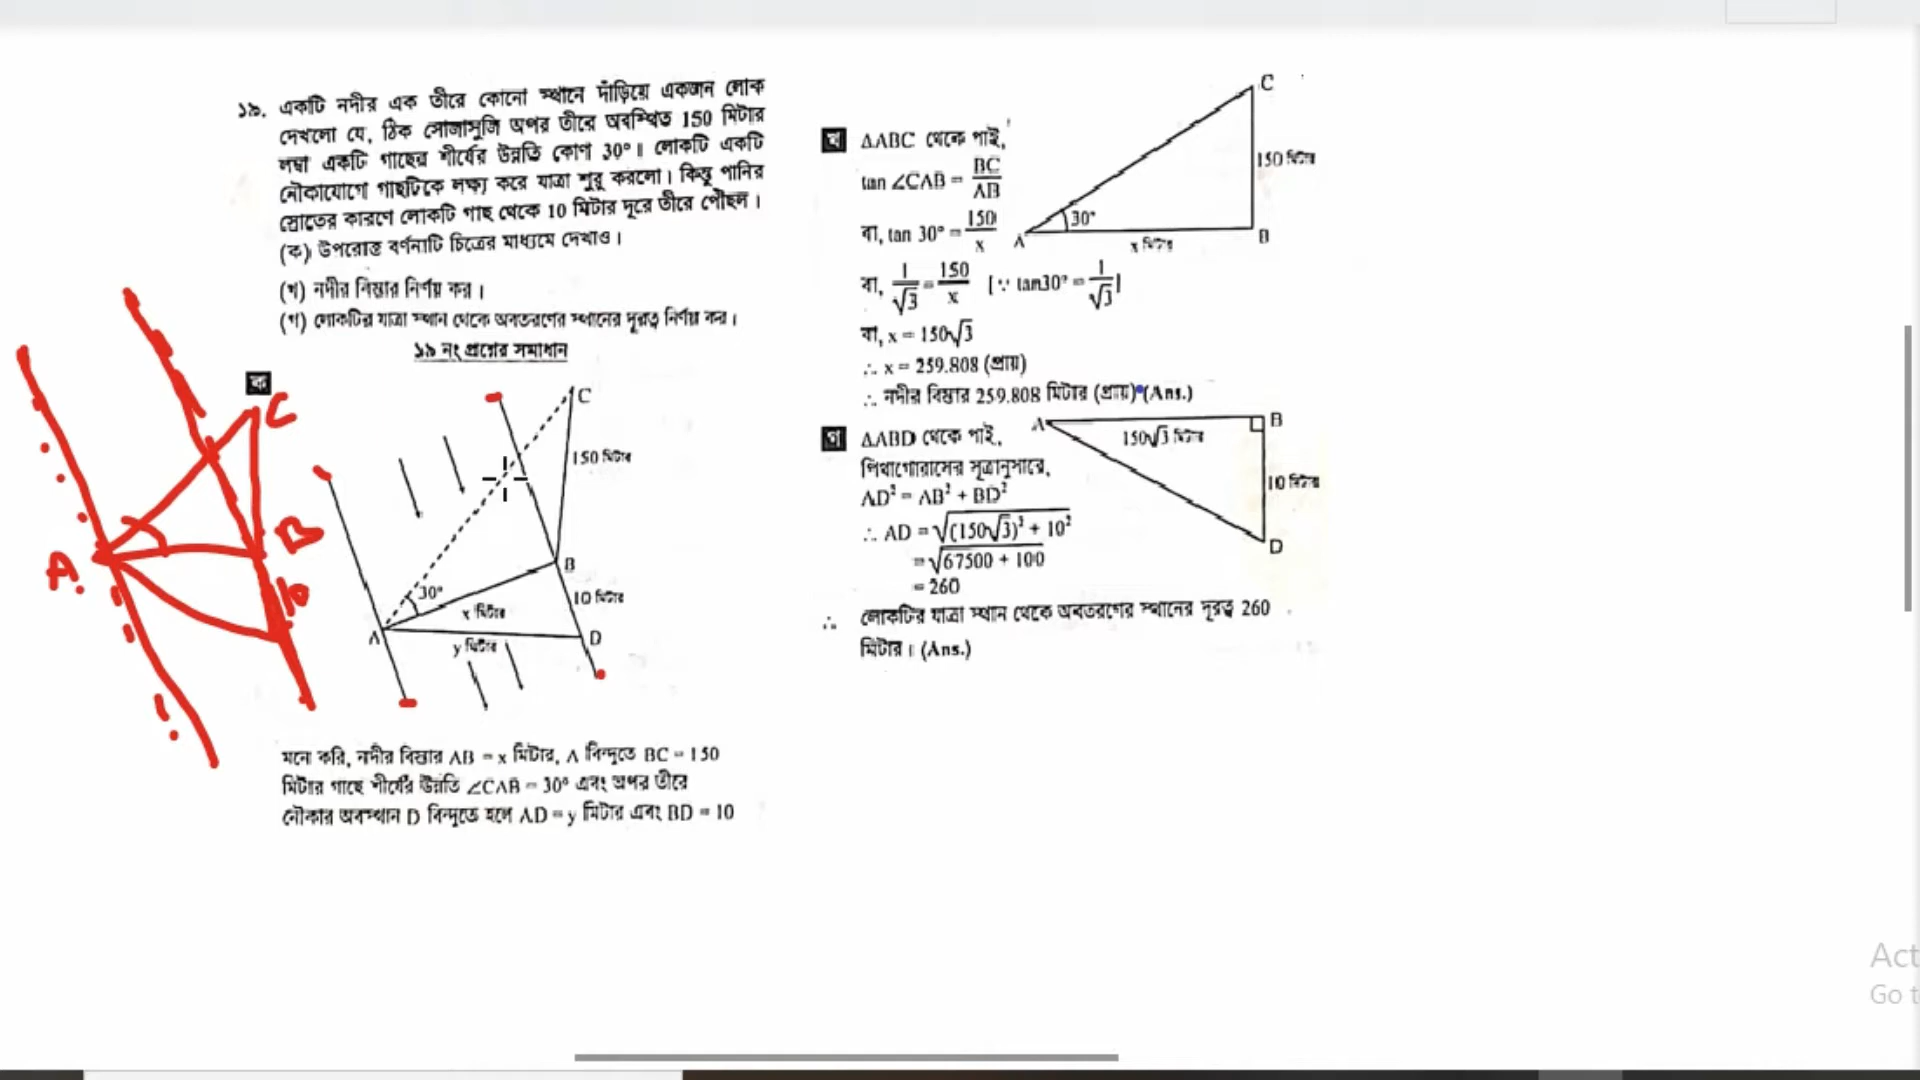 ১৯. একটি নদীর এক তীরে কোনো স্থানে দাঁড়িয়ে একজন লোক
দেখলো যে, ঠিক সোজাসুজি অপর তীরে অবস্থিত 150 মিটার
লম্বা একটি গাছের শীর্ষের উন্নতি কোণ 30°। লোকটি একটি
নৌকাযোগে গাছটিকে লক্ষ্য করে যাত্রা শুরু করলো। কিন্তু পানির
স্রোতের কারণে লোকটি গাছ থেকে 10 মিটার দূরে তীরে পৌঁছল।
(ক) উপরোক্ত বর্ণনাটি চিত্রের মাধ্যমে দেখাও।
(খ) নদীর বিস্তার নির্ণয় কর।
(গ) লোকটির যাত্রা স্থান থেকে অবতরণের স্থানের দূরত্ব নির্ণয় কর।
১৯ নং প্রশ্নের সমাধান
ক
C
150 মিটার
B
30°
x মিটার
10 মিটার
A
y মিটার
D
C
B
A
10
মনে করি, নদীর বিস্তার AB = x মিটার, A বিন্দুতে BC = 150
মিটার গাছে শীর্ষের উন্নতি ∠CAB = 30° এবং অপর তীরে
নৌকার অবস্থান D বিন্দুতে হলে AD = y মিটার এবং BD = 10
খ ΔABC থেকে পাই,
tan ∠CAB = BC/AB
বা, tan 30° = 150/x
বা, 1/√3 = 150/x [∵ tan30° = 1/√3]
বা, x = 150√3
∴ x = 259.808 (প্রায়)
∴ নদীর বিস্তার 259.808 মিটার (প্রায়) (Ans.)
C
150 মিটার
30°
A
x মিটার
B
গ ΔABD থেকে পাই,
পিথাগোরাসের সূত্রানুসারে,
AD² = AB² + BD²
∴ AD = √(150√3)² + 10²
= √67500 + 100
= 260
∴ লোকটির যাত্রা স্থান থেকে অবতরণের স্থানের দূরত্ব 260
মিটার। (Ans.)
A
B
150√3 মিটার
10 মিটার
D
Act
Go t